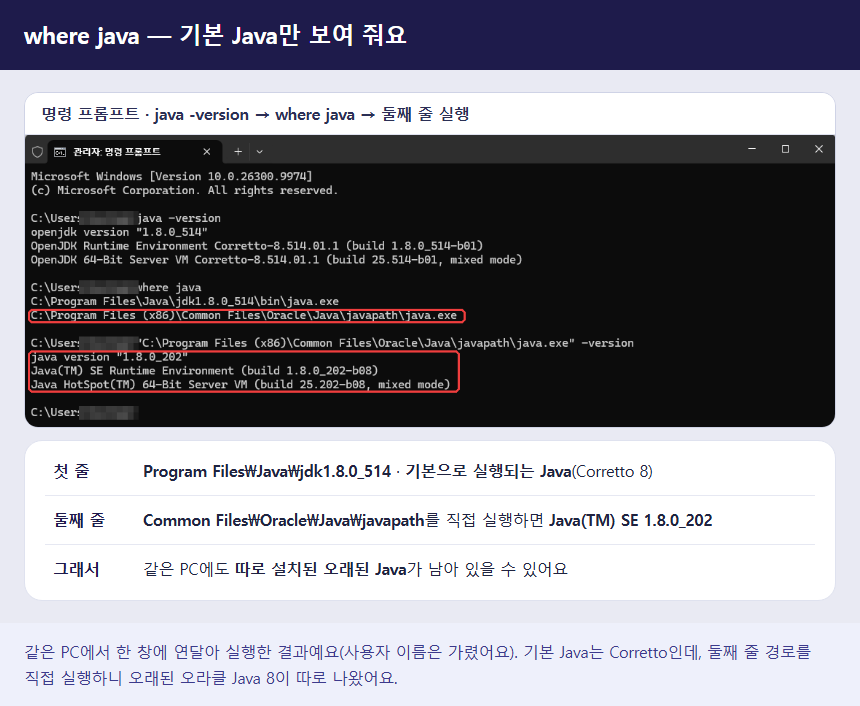 where java — 기본 Java만 보여 줘요
명령 프롬프트 · java -version → where java → 둘째 줄 실행
관리자: 명령 프롬프트
Microsoft Windows [Version 10.0.26300.9974]
(c) Microsoft Corporation. All rights reserved.
C:\Users java -version
openjdk version "1.8.0_514"
OpenJDK Runtime Environment Corretto-8.514.01.1 (build 1.8.0_514-b01)
OpenJDK 64-Bit Server VM Corretto-8.514.01.1 (build 25.514-b01, mixed mode)
C:\Users where java
C:\Program Files\Java\jdk1.8.0_514\bin\java.exe
C:\Program Files (x86)\Common Files\Oracle\Java\javapath\java.exe
C:\Users "C:\Program Files (x86)\Common Files\Oracle\Java\javapath\java.exe" -version
java version "1.8.0_202"
Java(TM) SE Runtime Environment (build 1.8.0_202-b08)
Java HotSpot(TM) 64-Bit Server VM (build 25.202-b08, mixed mode)
C:\Users
첫 줄 Program Files₩Java₩jdk1.8.0_514 · 기본으로 실행되는 Java(Corretto 8)
둘째 줄 Common Files₩Oracle₩Java₩javapath를 직접 실행하면 Java(TM) SE 1.8.0_202
그래서 같은 PC에도 따로 설치된 오래된 Java가 남아 있을 수 있어요
같은 PC에서 한 창에 연달아 실행한 결과예요(사용자 이름은 가렸어요). 기본 Java는 Corretto인데, 둘째 줄 경로를
직접 실행하니 오래된 오라클 Java 8이 따로 나왔어요.